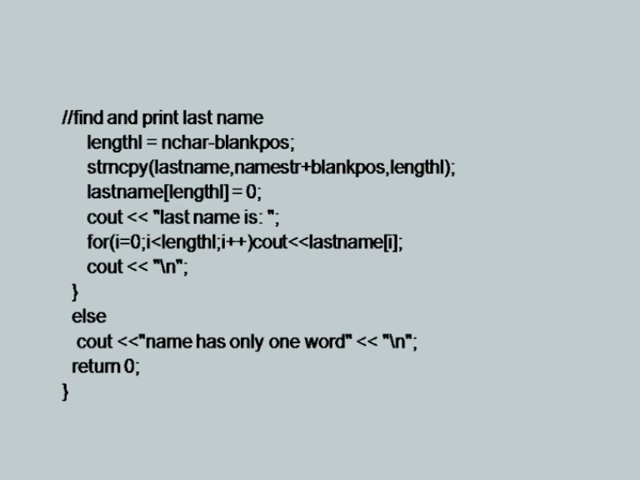 //find and print last name
lengthl = nchar-blankpos;
strncpy(lastname,namestr+blankpos,lengthl);
lastname[lengthl] = 0;
cout << "last name is: ";
for(i=0;i<lengthl;i++)cout<<lastname[i];
cout << "\n";
}
else
cout <<"name has only one word" << "\n";
return 0;
}